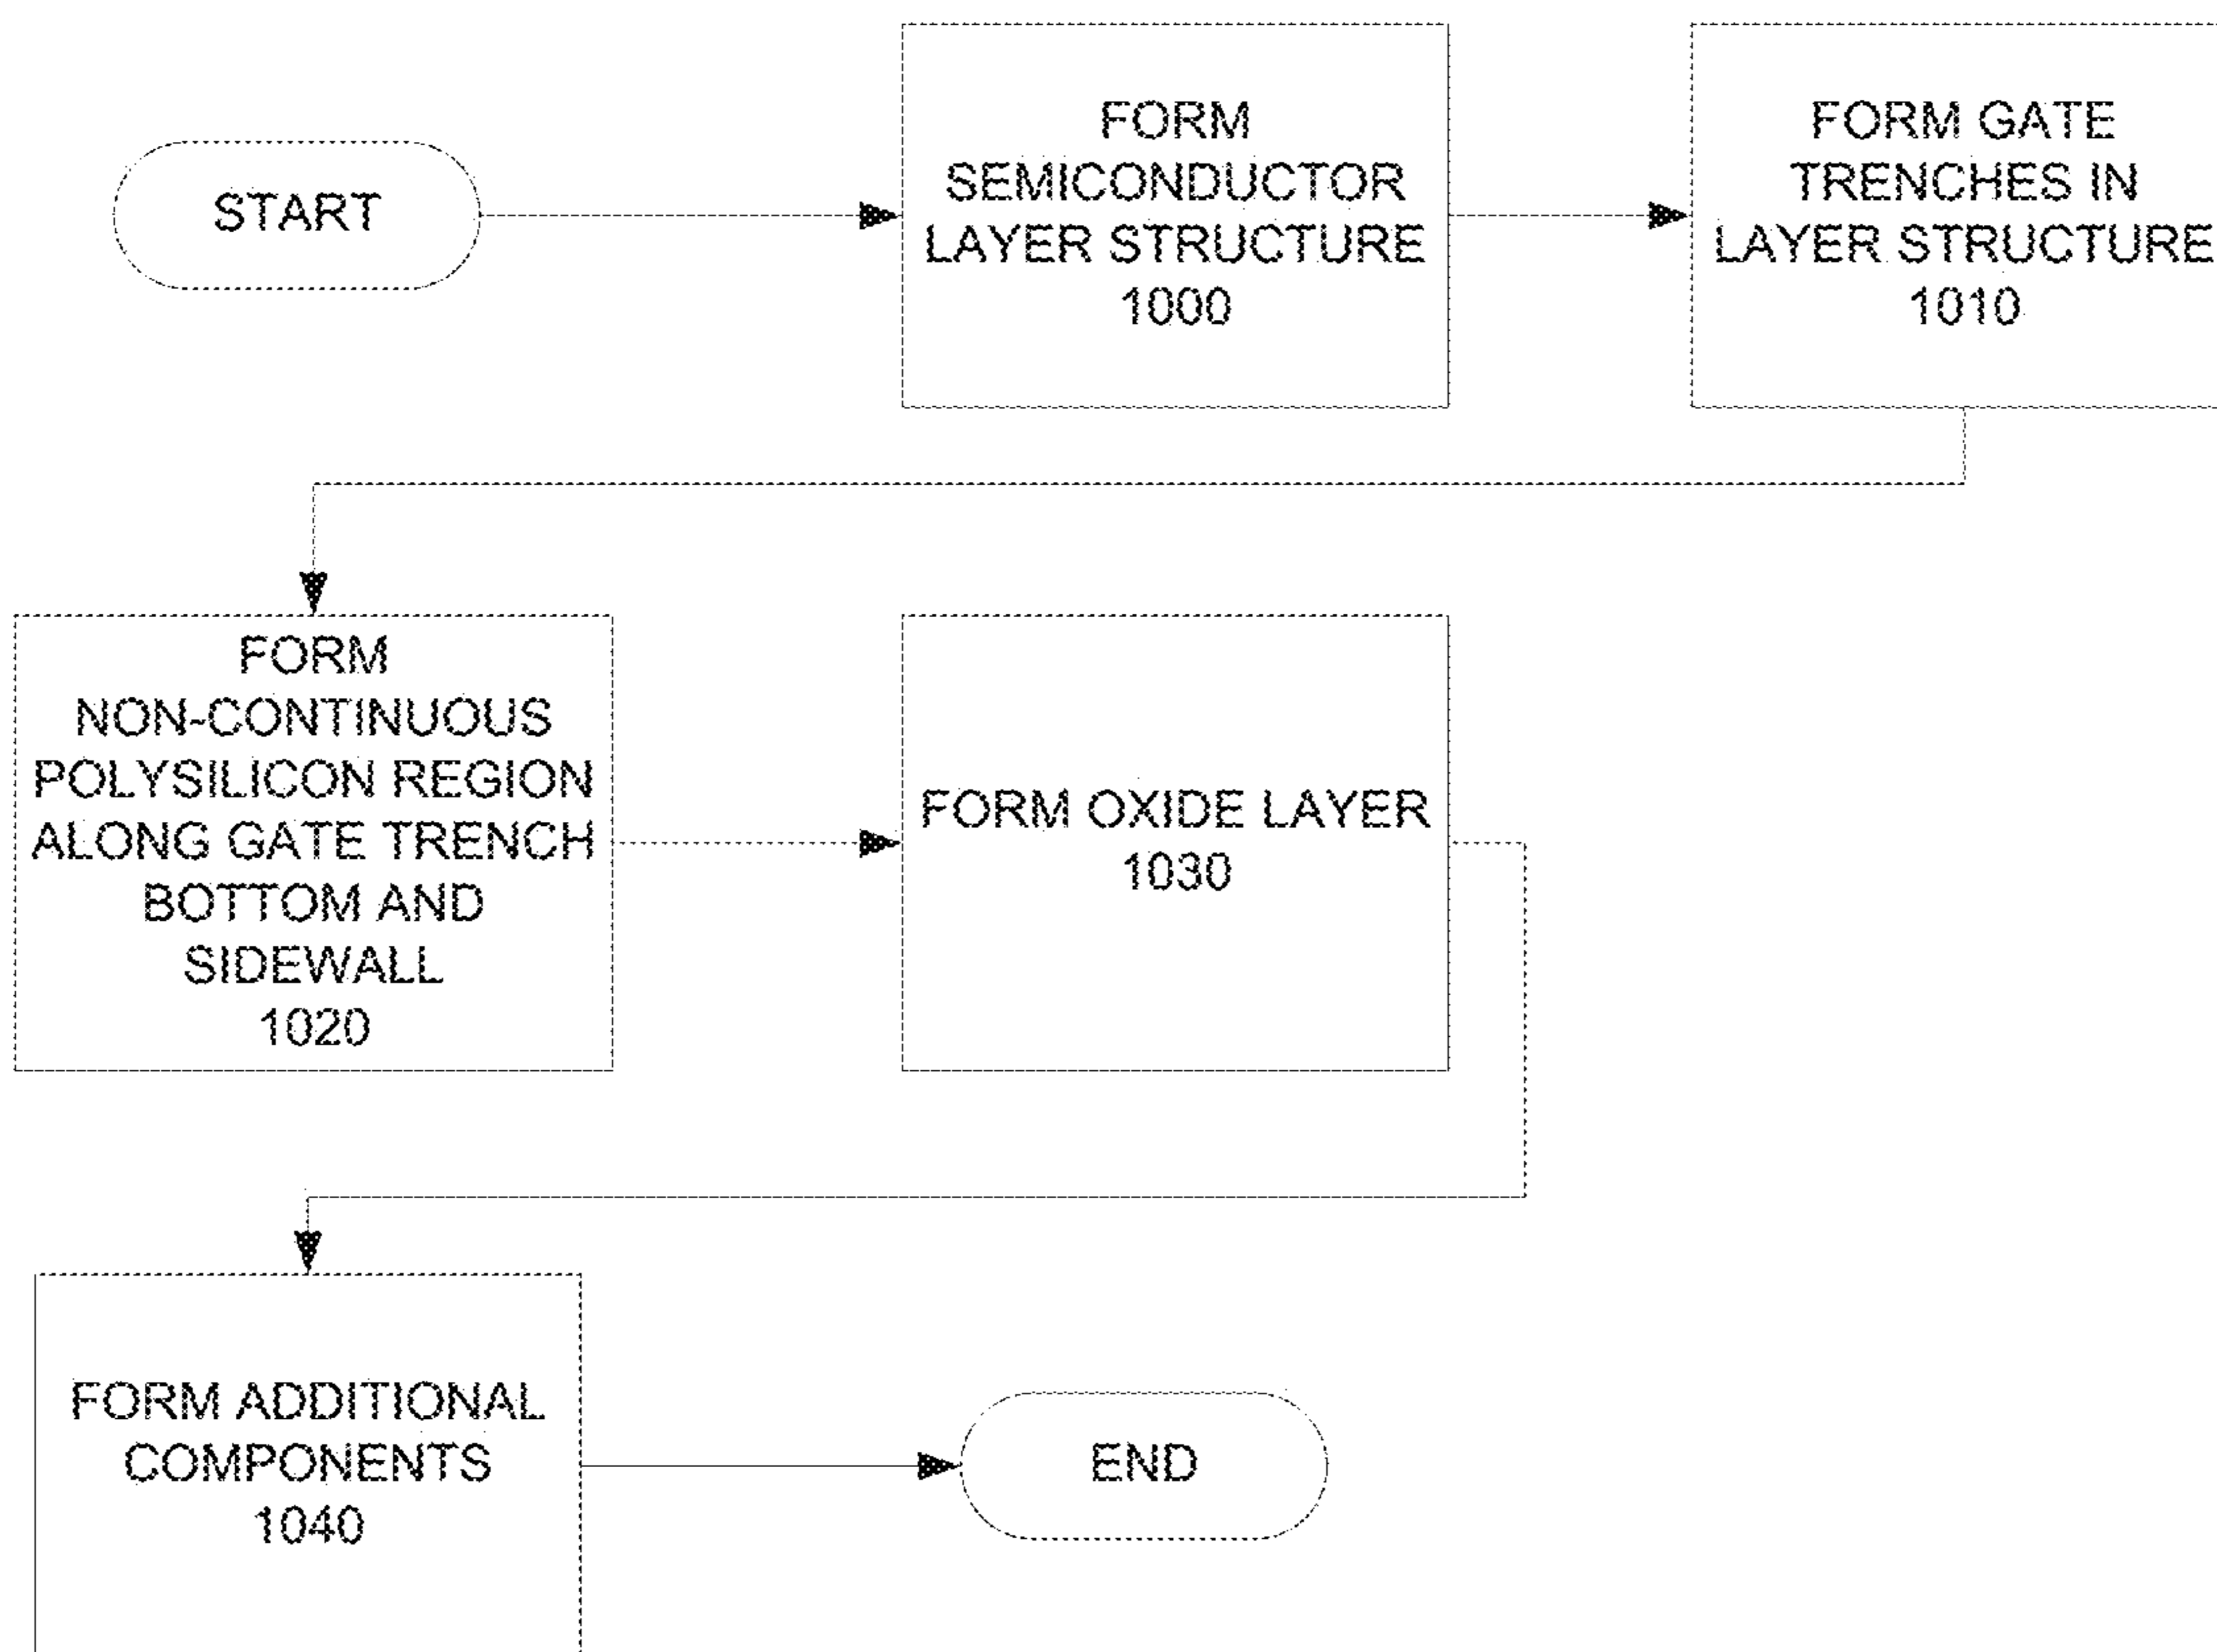 START
FORM
SEMICONDUCTOR
LAYER STRUCTURE
1000
FORM GATE
TRENCHES IN
LAYER STRUCTURE
1010
FORM
NON-CONTINUOUS
POLYSILICON REGION
ALONG GATE TRENCH
BOTTOM AND
SIDEWALL
1020
FORM OXIDE LAYER
1030
FORM ADDITIONAL
COMPONENTS
1040
END